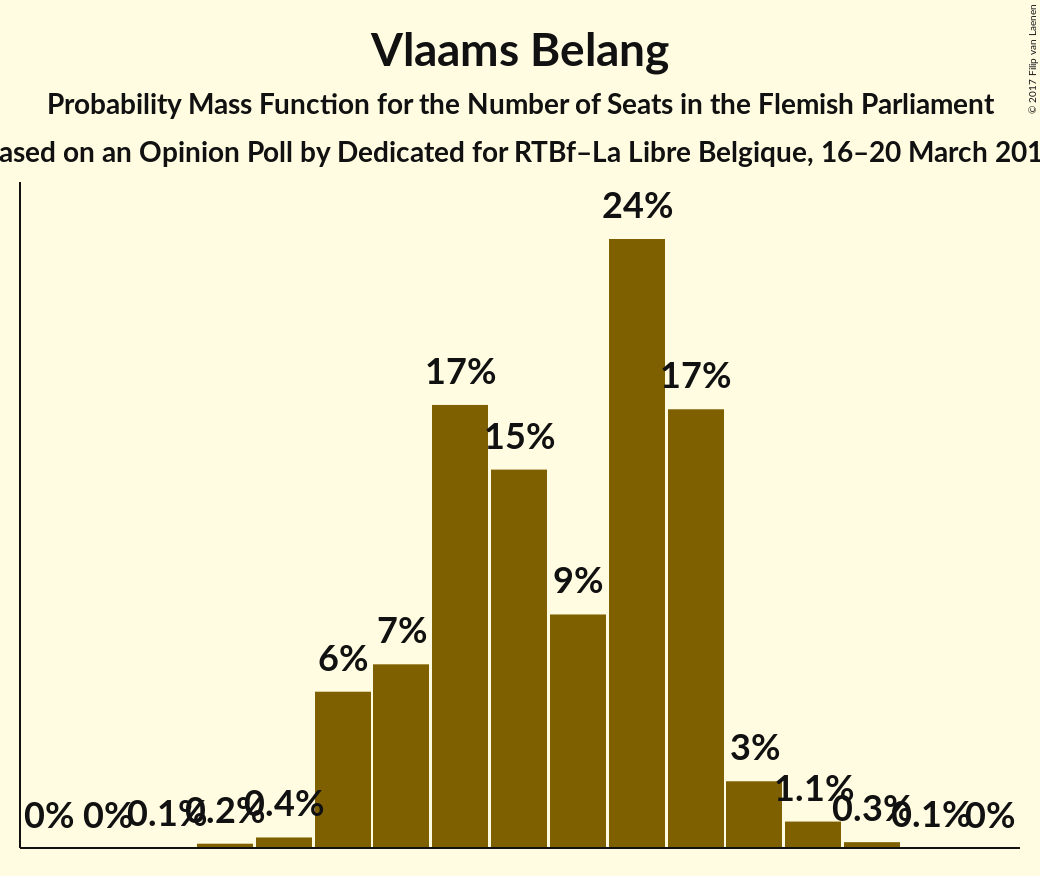 Vlaams Belang
Probability Mass Function for the Number of Seats in the Flemish Parliament
ased on an Opinion Poll by Dedicated for RTBf–La Libre Belgique, 16–20 March 201
© 2017 Filip van Laenen
24%
17%
17%
15%
9%
7%
6%
3%
0% 0% 0.1% 0.2% 0.4% 1.1% 0.3% 0.1% 0%